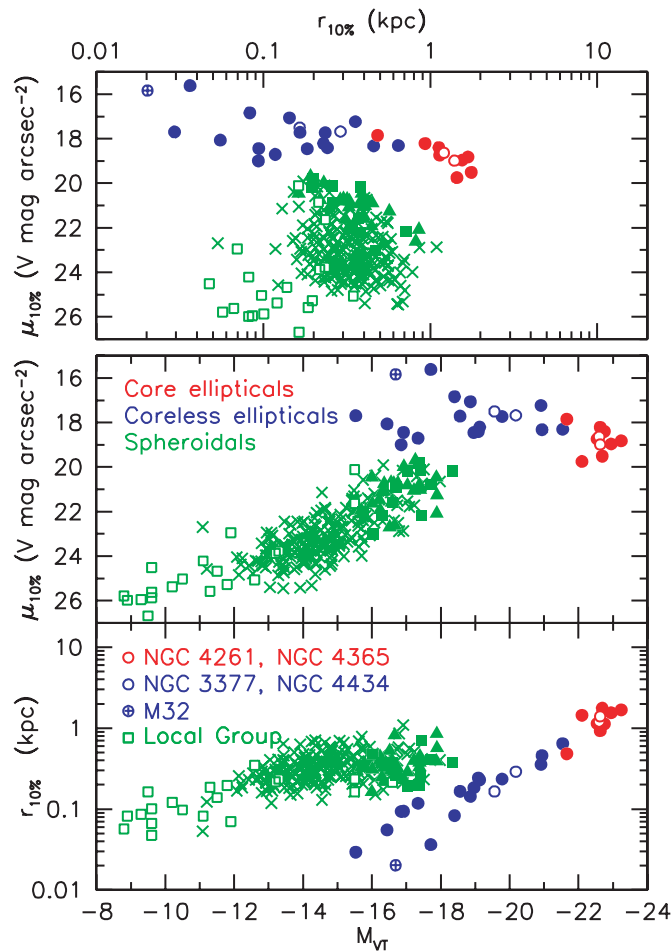 r10% (kpc)
0.01 0.1 1 10
μ10% (V mag arcsec−2)
16
18
20
22
24
26
μ10% (V mag arcsec−2)
16
18
20
22
24
26
Core ellipticals
Coreless ellipticals
Spheroidals
r10% (kpc)
10
1
0.1
0.01
NGC 4261, NGC 4365
NGC 3377, NGC 4434
M32
Local Group
−8 −10 −12 −14 −16 −18 −20 −22 −24
MVT